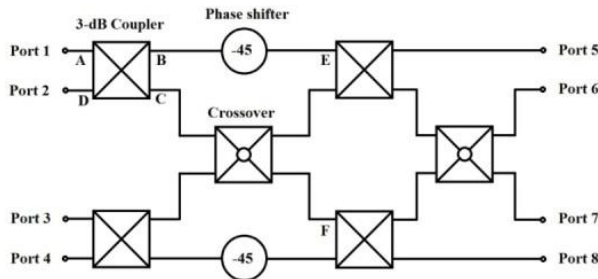 Phase shifter
3-dB Coupler
Port 1 A B -45 E Port 5
Port 2 D C Port 6
Crossover
Port 3 F Port 7
Port 4 -45 Port 8